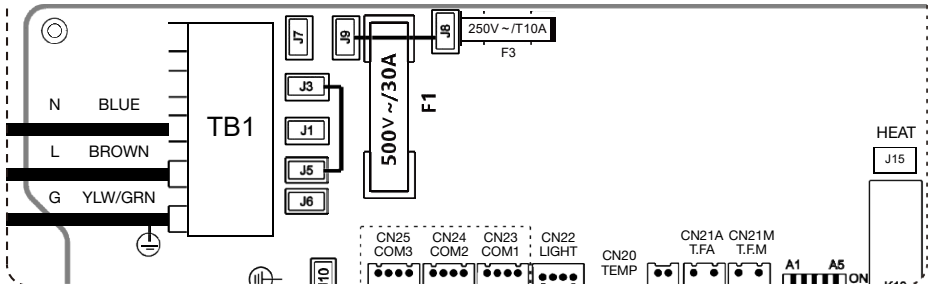 J7
J9
J8
250V ~/T10A
F3
500V ~/30A
F1
J3
N BLUE
TB1
J1
HEAT
L BROWN
J5
J15
G YLW/GRN
J6
CN25
COM3
CN24
COM2
CN23
COM1
CN22
LIGHT
CN20
TEMP
CN21A
T.FA
CN21M
T.F.M
A1 A5
ON